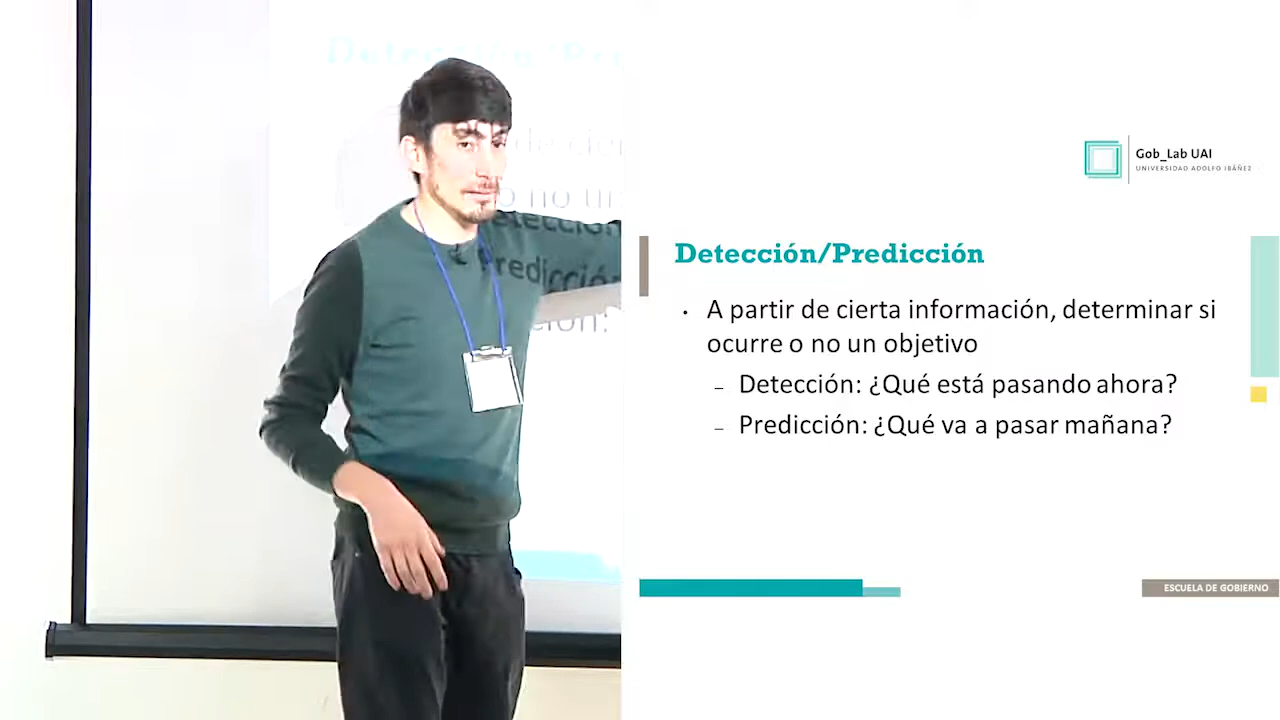 Gob_Lab UAI
UNIVERSIDAD ADOLFO IBÁÑEZ
Detección/Predicción
• A partir de cierta información, determinar si
ocurre o no un objetivo
– Detección: ¿Qué está pasando ahora?
– Predicción: ¿Qué va a pasar mañana?
ESCUELA DE GOBIERNO